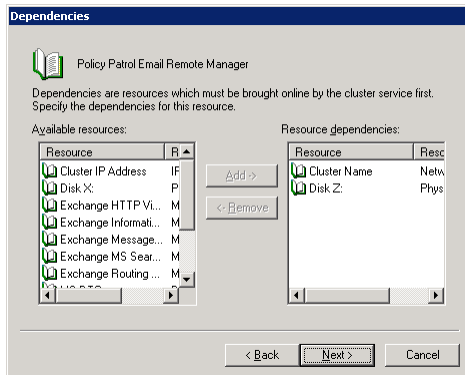 Dependencies
Policy Patrol Email Remote Manager
Dependencies are resources which must be brought online by the cluster service first.
Specify the dependencies for this resource.
Available resources:
Resource R
Cluster IP Address IF
Disk X: P
Exchange HTTP Vi... M
Exchange Informati... M
Exchange Message... M
Exchange MS Sear... M
Exchange Routing ... M
Add ->
<- Remove
Resource dependencies:
Resource Resc
Cluster Name Netw
Disk Z: Phys
< Back
Next >
Cancel